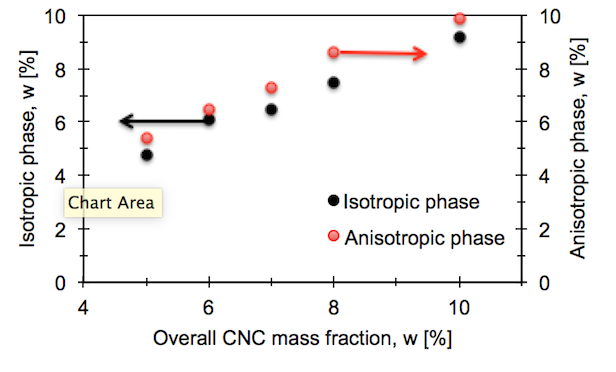 10
8
6
4
2
0
Isotropic phase, w [%]
10
8
6
4
2
0
Anisotropic phase, w [%]
Chart Area
Isotropic phase
Anisotropic phase
4 6 8 10
Overall CNC mass fraction, w [%]